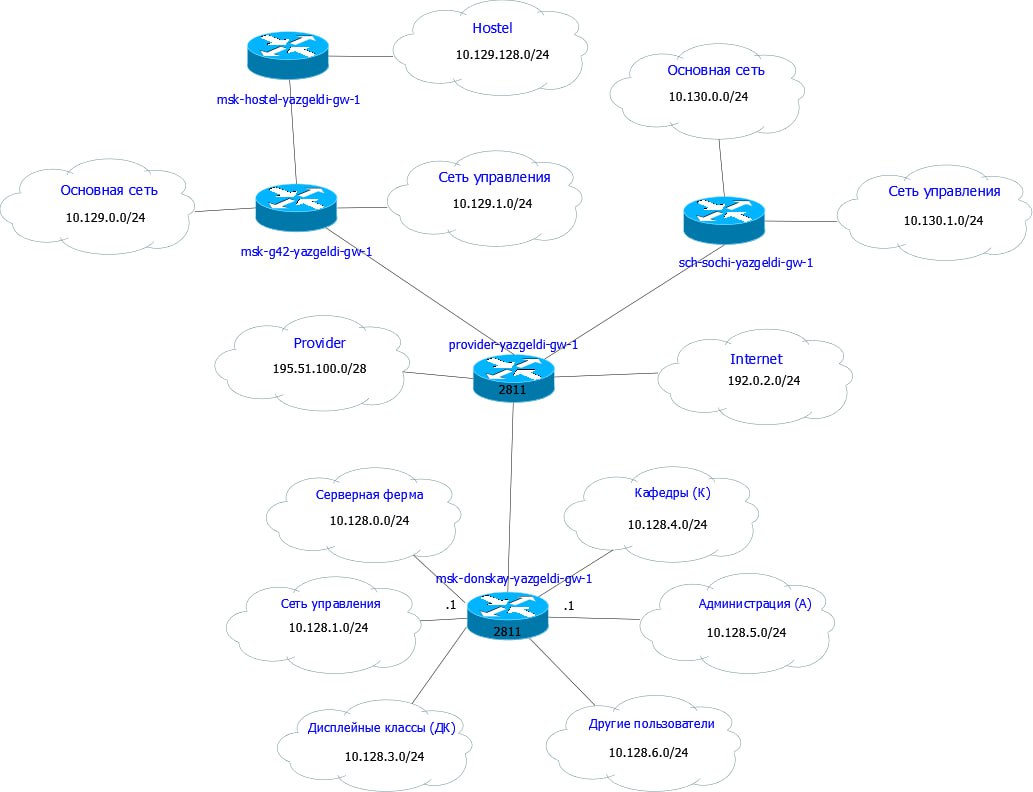 Hostel
10.129.128.0/24
msk-hostel-yazgeldi-gw-1
Основная сеть
10.130.0.0/24
Основная сеть
10.129.0.0/24
Сеть управления
10.129.1.0/24
msk-g42-yazgeldi-gw-1
Сеть управления
10.130.1.0/24
sch-sochi-yazgeldi-gw-1
Provider
195.51.100.0/28
provider-yazgeldi-gw-1
2811
Internet
192.0.2.0/24
Серверная ферма
10.128.0.0/24
Кафедры (К)
10.128.4.0/24
msk-donskay-yazgeldi-gw-1
Сеть управления
10.128.1.0/24
.1
.1
2811
Администрация (А)
10.128.5.0/24
Дисплейные классы (ДК)
10.128.3.0/24
Другие пользователи
10.128.6.0/24